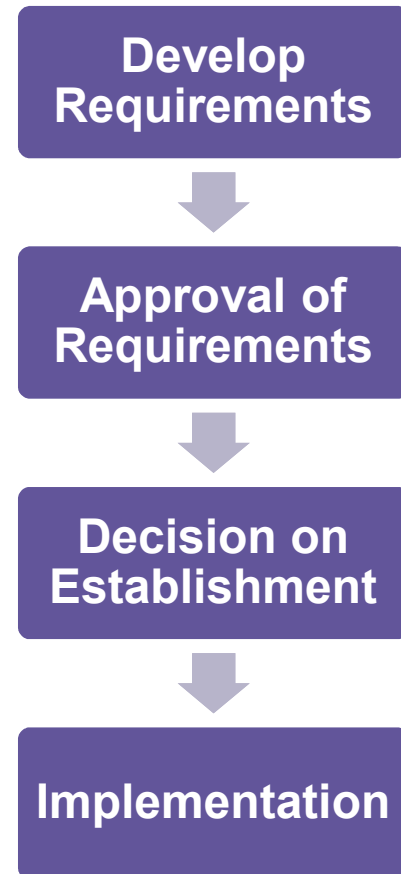 Develop
Requirements
Approval of
Requirements
Decision on
Establishment
Implementation